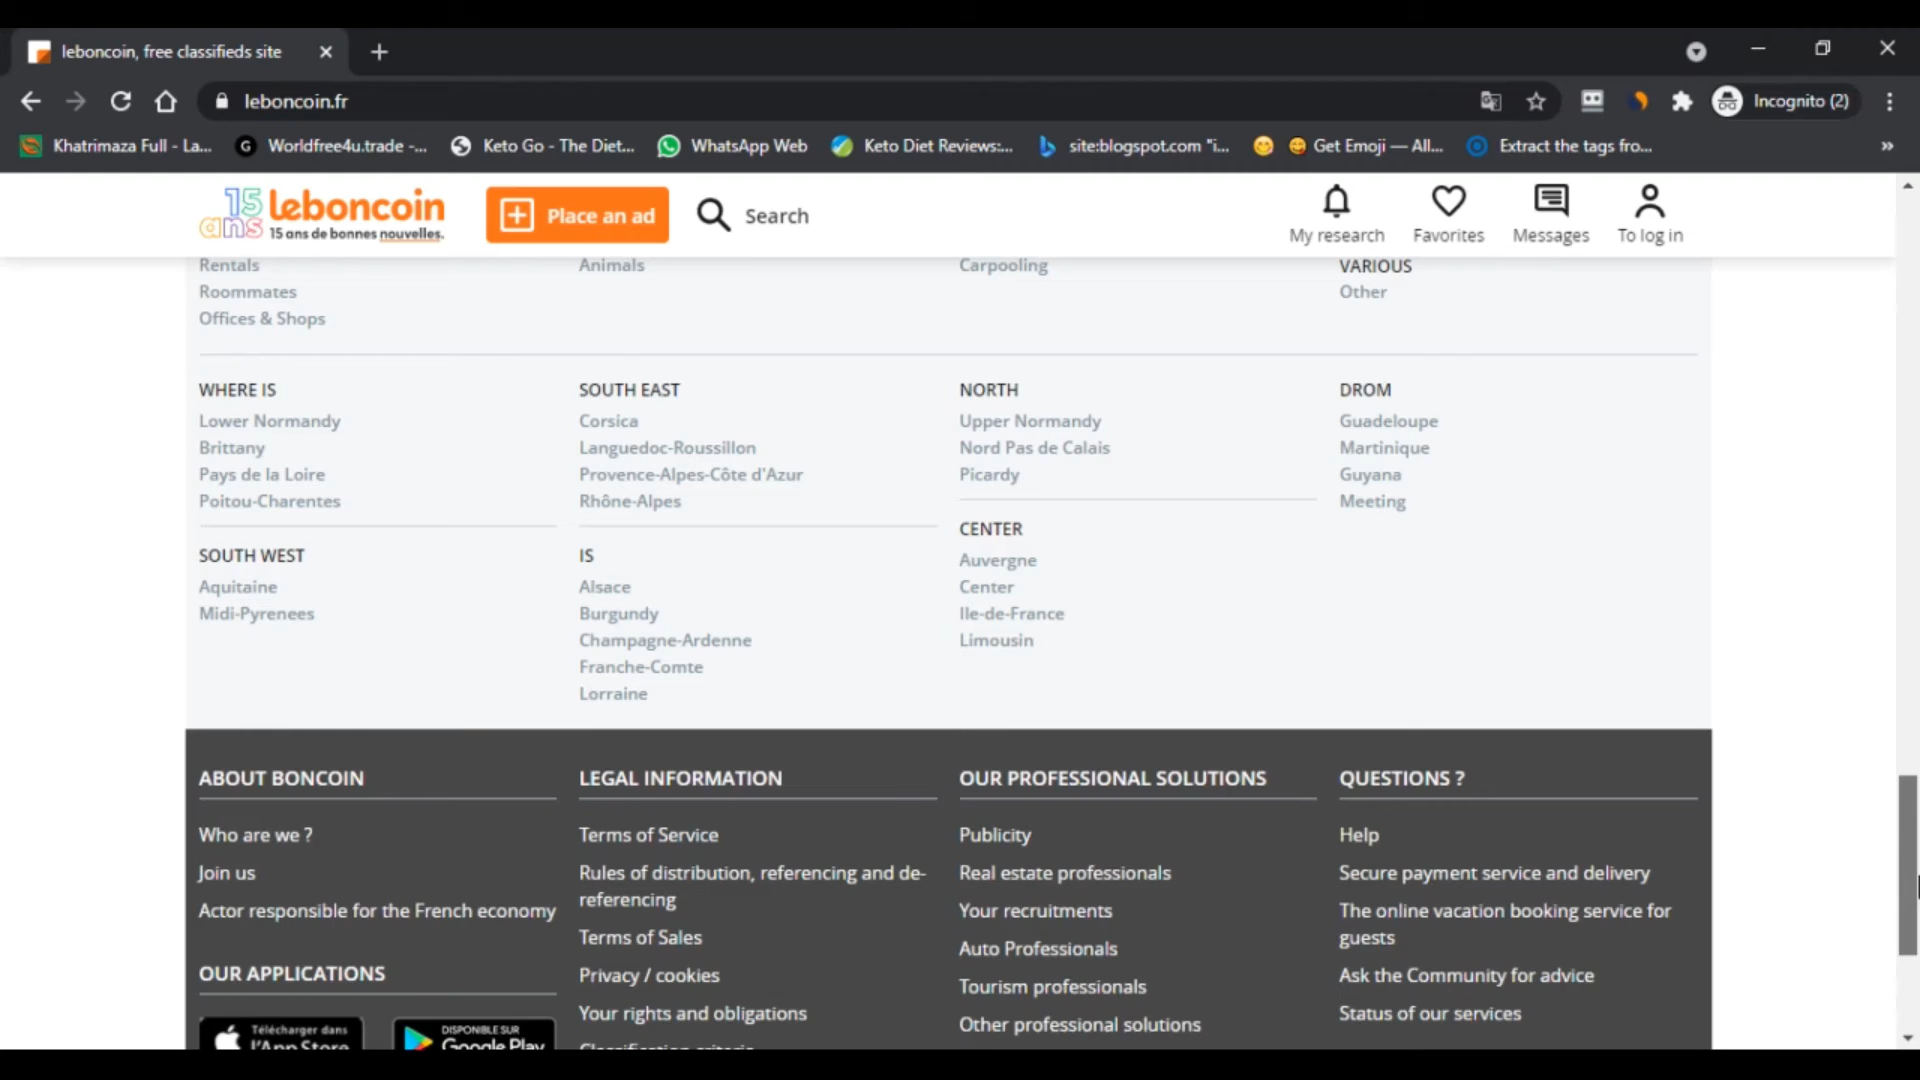 leboncoin, free classifieds site
leboncoin.fr
Incognito (2)
Khatrimaza Full - La...
Worldfree4u.trade -...
Keto Go - The Diet...
WhatsApp Web
Keto Diet Reviews:...
site:blogspot.com "i...
Get Emoji — All...
Extract the tags fro...
15 ans
leboncoin
15 ans de bonnes nouvelles.
Place an ad
Search
My research
Favorites
Messages
To log in
Rentals
Roommates
Offices & Shops
Animals
Carpooling
VARIOUS
Other
WHERE IS
Lower Normandy
Brittany
Pays de la Loire
Poitou-Charentes
SOUTH WEST
Aquitaine
Midi-Pyrenees
SOUTH EAST
Corsica
Languedoc-Roussillon
Provence-Alpes-Côte d'Azur
Rhône-Alpes
IS
Alsace
Burgundy
Champagne-Ardenne
Franche-Comte
Lorraine
NORTH
Upper Normandy
Nord Pas de Calais
Picardy
CENTER
Auvergne
Center
Ile-de-France
Limousin
DROM
Guadeloupe
Martinique
Guyana
Meeting
ABOUT BONCOIN
Who are we ?
Join us
Actor responsible for the French economy
OUR APPLICATIONS
Télécharger dans
l'App Store
DISPONIBLE SUR
Google Play
LEGAL INFORMATION
Terms of Service
Rules of distribution, referencing and de-
referencing
Terms of Sales
Privacy / cookies
Your rights and obligations
Classification criteria
OUR PROFESSIONAL SOLUTIONS
Publicity
Real estate professionals
Your recruitments
Auto Professionals
Tourism professionals
Other professional solutions
QUESTIONS ?
Help
Secure payment service and delivery
The online vacation booking service for
guests
Ask the Community for advice
Status of our services